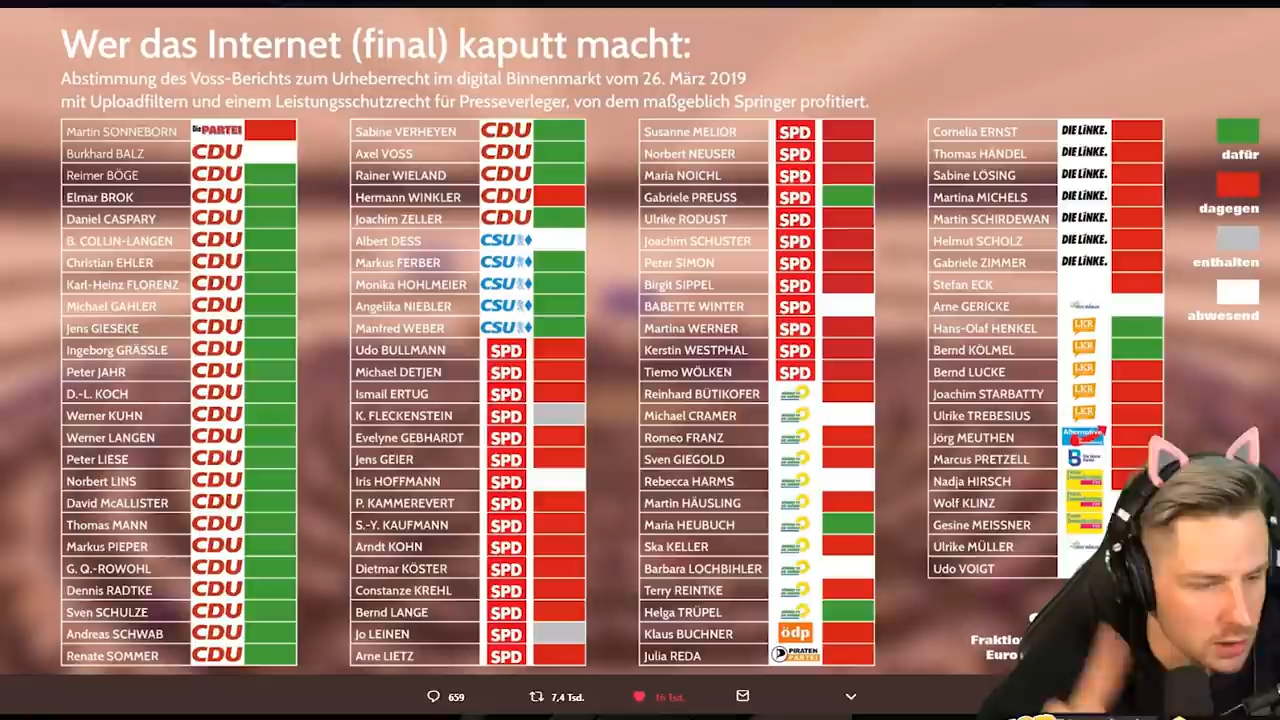 Wer das Internet (final) kaputt macht:
Abstimmung des Voss-Berichts zum Urheberrecht im digital Binnenmarkt vom 26. März 2019
mit Uploadfiltern und einem Leistungsschutzrecht für Presseverleger, von dem maßgeblich Springer profitiert.
Martin SONNEBORN Die PARTEI
Burkhard BALZ CDU
Reimer BÖGE CDU
Elmar BROK CDU
Daniel CASPARY CDU
B. COLLIN-LANGEN CDU
Christian EHLER CDU
Karl-Heinz FLORENZ CDU
Michael GAHLER CDU
Jens GIESEKE CDU
Ingeborg GRÄSSLE CDU
Peter JAHR CDU
D.-L. KOCH CDU
Werner KUHN CDU
Werner LANGEN CDU
Peter LIESE CDU
Norbert LINS CDU
David McALLISTER CDU
Thomas MANN CDU
Markus PIEPER CDU
G. Q.-ROWOHL CDU
Dennis RADTKE CDU
Sven SCHULZE CDU
Andreas SCHWAB CDU
Renate SOMMER CDU
Sabine VERHEYEN CDU
Axel VOSS CDU
Rainer WIELAND CDU
Hermann WINKLER CDU
Joachim ZELLER CDU
Albert DESS CSU
Markus FERBER CSU
Monika HOHLMEIER CSU
Angelika NIEBLER CSU
Manfred WEBER CSU
Udo BULLMANN SPD
Michael DETJEN SPD
Ismail ERTUG SPD
K. FLECKENSTEIN SPD
Evelyne GEBHARDT SPD
Jens GEIER SPD
Iris HOFFMANN SPD
P. KAMMEREVERT SPD
S.-Y. KAUFMANN SPD
Arndt KOHN SPD
Dietmar KÖSTER SPD
Constanze KREHL SPD
Bernd LANGE SPD
Jo LEINEN SPD
Arne LIETZ SPD
Susanne MELIOR SPD
Norbert NEUSER SPD
Maria NOICHL SPD
Gabriele PREUSS SPD
Ulrike RODUST SPD
Joachim SCHUSTER SPD
Peter SIMON SPD
Birgit SIPPEL SPD
BABETTE WINTER SPD
Martina WERNER SPD
Kerstin WESTPHAL SPD
Tiemo WÖLKEN SPD
Reinhard BÜTIKOFER
Michael CRAMER
Romeo FRANZ
Sven GIEGOLD
Rebecca HARMS
Martin HÄUSLING
Maria HEUBUCH
Ska KELLER
Barbara LOCHBIHLER
Terry REINTKE
Helga TRÜPEL
Klaus BUCHNER ödp
Julia REDA PIRATEN PARTEI
Cornelia ERNST DIE LINKE.
Thomas HÄNDEL DIE LINKE.
Sabine LÖSING DIE LINKE.
Martina MICHELS DIE LINKE.
Martin SCHIRDEWAN DIE LINKE.
Helmut SCHOLZ DIE LINKE.
Gabriele ZIMMER DIE LINKE.
Stefan ECK
Arne GERICKE
Hans-Olaf HENKEL LKR
Bernd KÖLMEL LKR
Bernd LUCKE LKR
Joachim STARBATTY LKR
Ulrike TREBESIUS LKR
Jörg MEUTHEN Alternative
Marcus PRETZELL
Nadja HIRSCH
Wolf KLINZ
Gesine MEISSNER
Ulrike MÜLLER
Udo VOIGT
dafür
dagegen
enthalten
abwesend
659 7,4 Tsd. 16 Tsd.